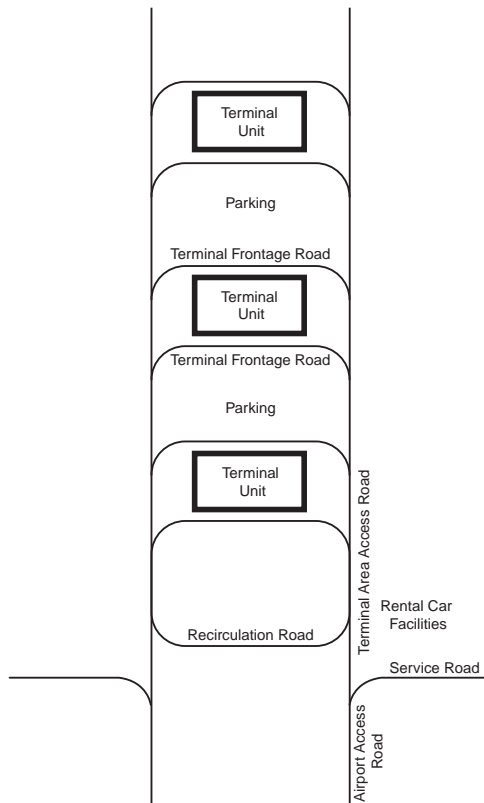 Terminal
Unit
Parking
Terminal Frontage Road
Terminal
Unit
Terminal Frontage Road
Parking
Terminal
Unit
Terminal Area Access Road
Rental Car
Facilities
Recirculation Road
Service Road
Airport Access
Road